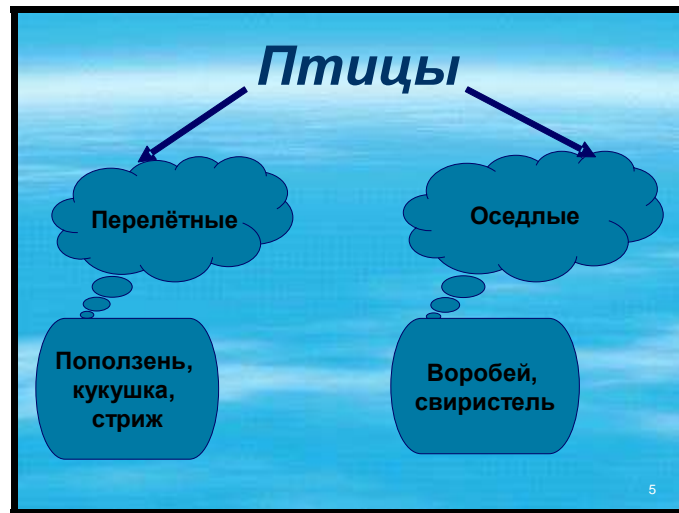 Птицы
Перелётные
Оседлые
Поползень,
кукушка,
стриж
Воробей,
свиристель
5